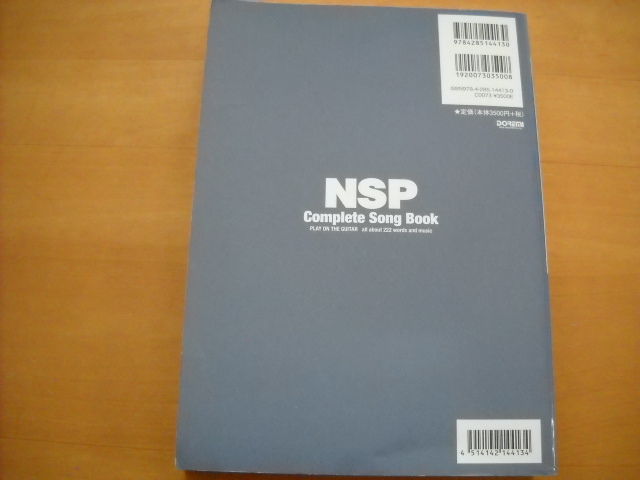 9784285144130
1920073035008
ISBN978-4-285-14413-0
C0073 ¥3500E
★定価（本体3500円+税）
DOREMI
NSP
Complete Song Book
PLAY ON THE GUITAR all about 222 words and music
4514142144134